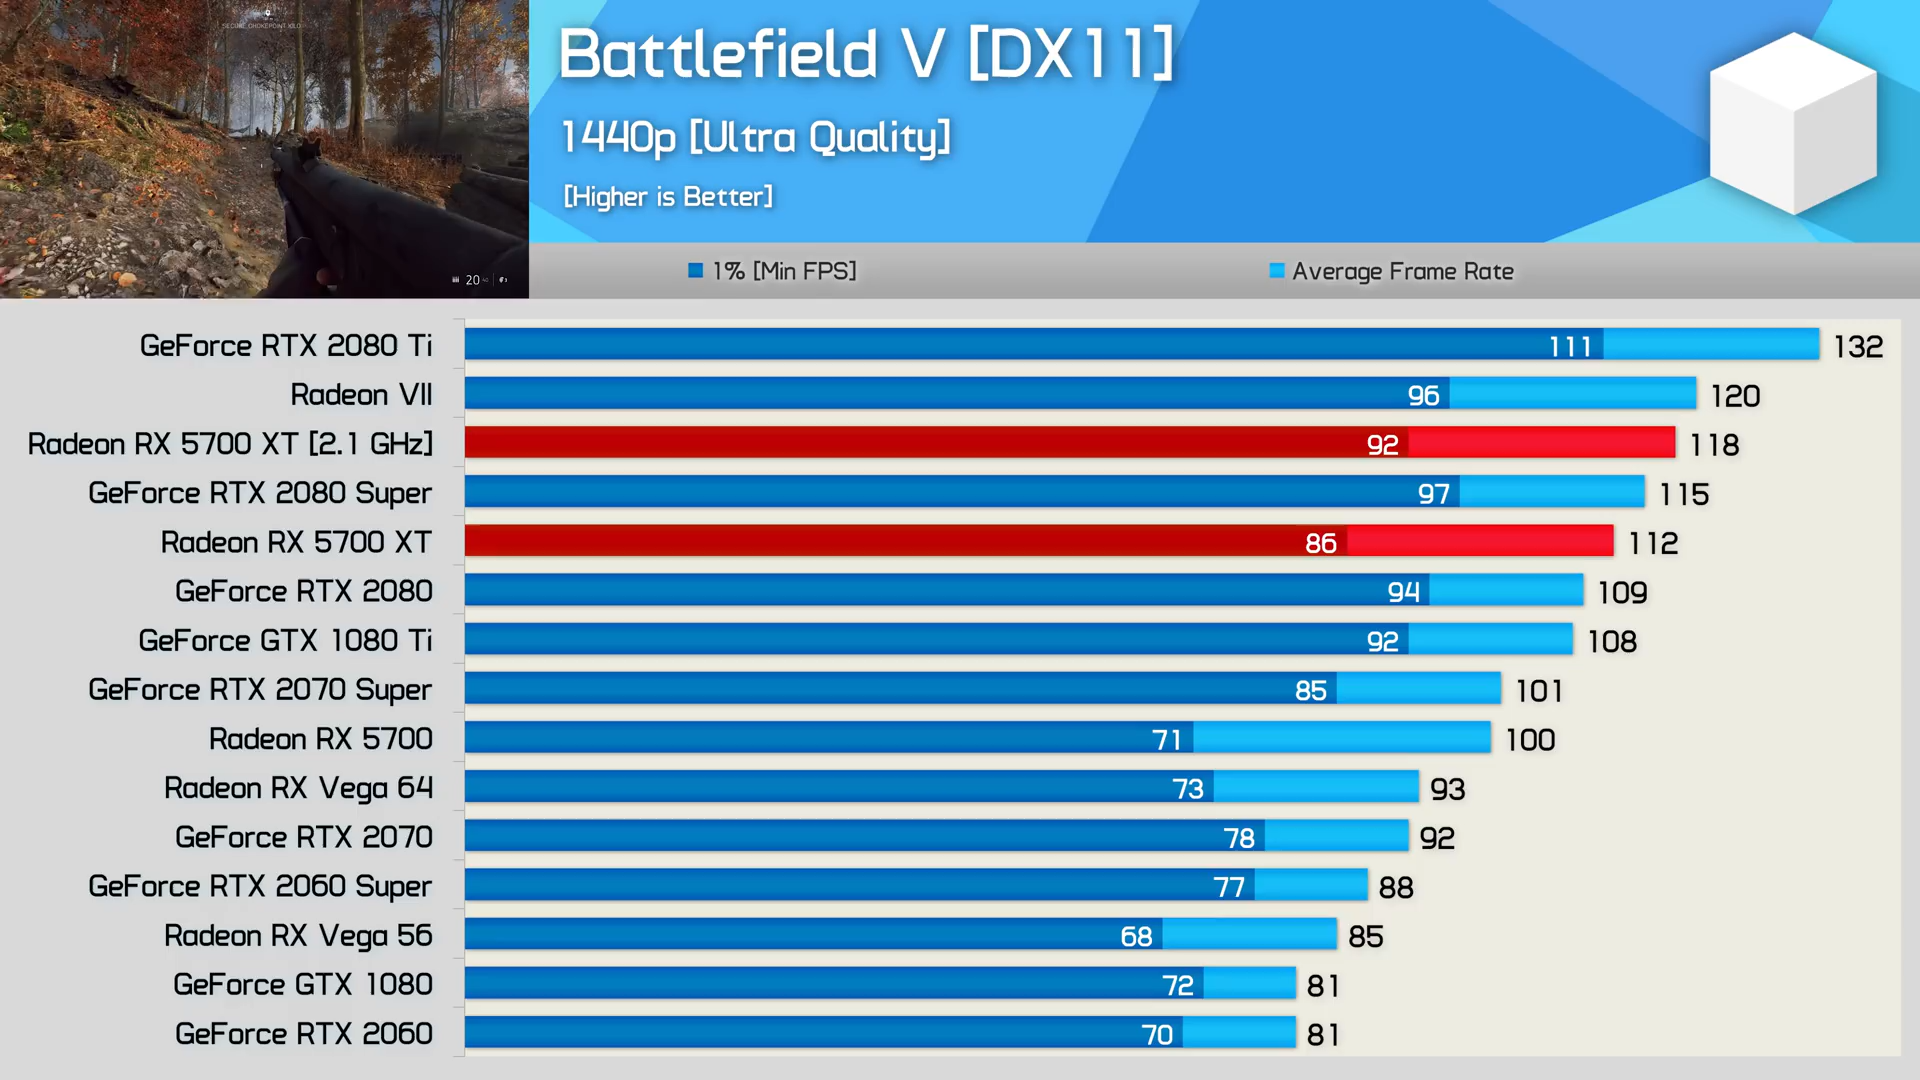 Battlefield V [DX11]
1440p [Ultra Quality]
[Higher is Better]
20
1% [Min FPS]
Average Frame Rate
GeForce RTX 2080 Ti 111 132
Radeon VII 96 120
Radeon RX 5700 XT [2.1 GHz] 92 118
GeForce RTX 2080 Super 97 115
Radeon RX 5700 XT 86 112
GeForce RTX 2080 94 109
GeForce GTX 1080 Ti 92 108
GeForce RTX 2070 Super 85 101
Radeon RX 5700 71 100
Radeon RX Vega 64 73 93
GeForce RTX 2070 78 92
GeForce RTX 2060 Super 77 88
Radeon RX Vega 56 68 85
GeForce GTX 1080 72 81
GeForce RTX 2060 70 81